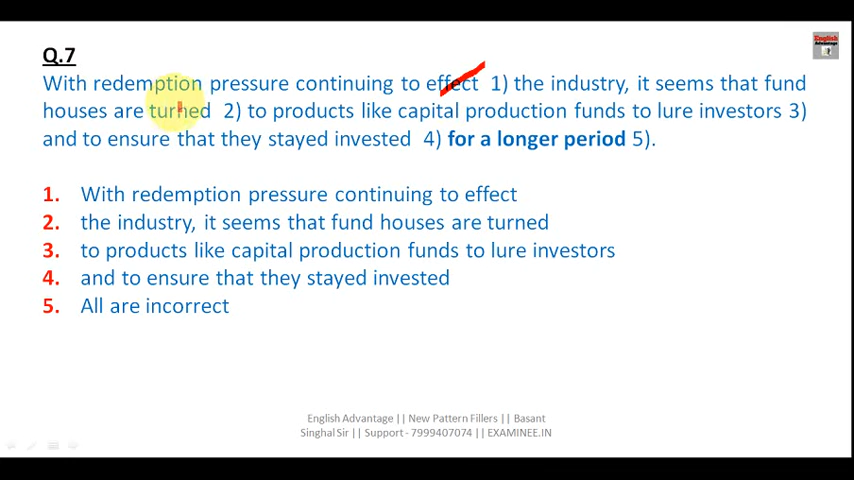 English
Advantage
Q.7
With redemption pressure continuing to effect 1) the industry, it seems that fund
houses are turned 2) to products like capital production funds to lure investors 3)
and to ensure that they stayed invested 4) for a longer period 5).
1. With redemption pressure continuing to effect
2. the industry, it seems that fund houses are turned
3. to products like capital production funds to lure investors
4. and to ensure that they stayed invested
5. All are incorrect
English Advantage || New Pattern Fillers || Basant
Singhal Sir || Support - 7999407074 || EXAMINEE.IN